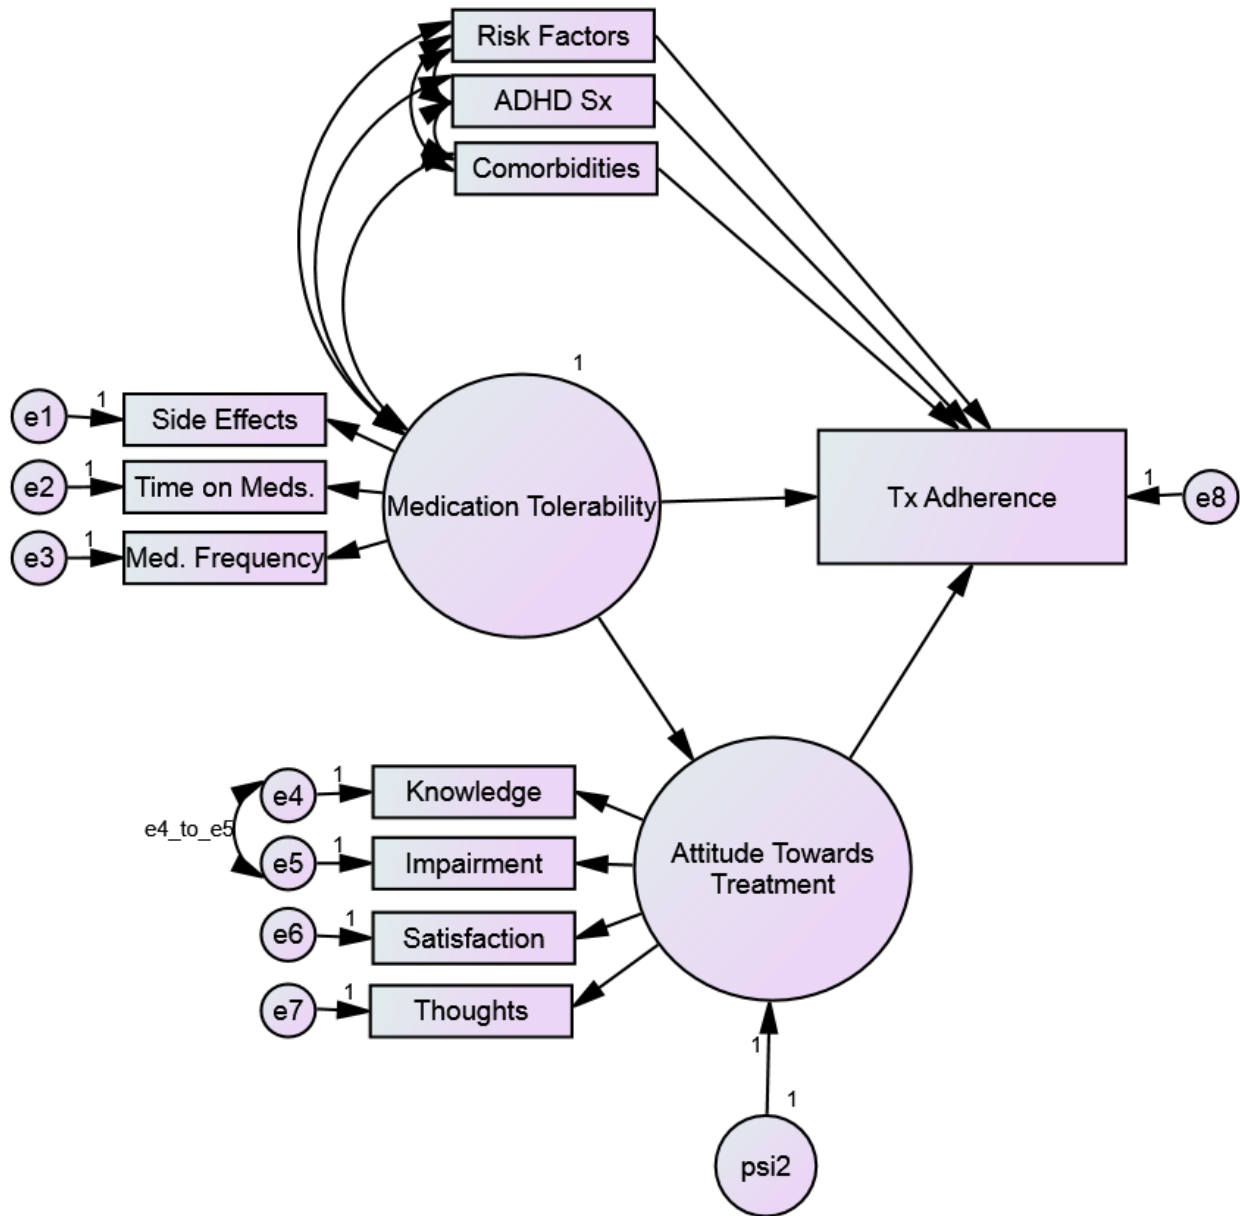 Risk Factors
ADHD Sx
Comorbidities
1
e1
1
Side Effects
e2
1
Time on Meds.
e3
1
Med. Frequency
Medication Tolerability
Tx Adherence
1
e8
e4_to_e5
e4
1
Knowledge
e5
1
Impairment
e6
1
Satisfaction
e7
1
Thoughts
Attitude Towards
Treatment
1
1
psi2